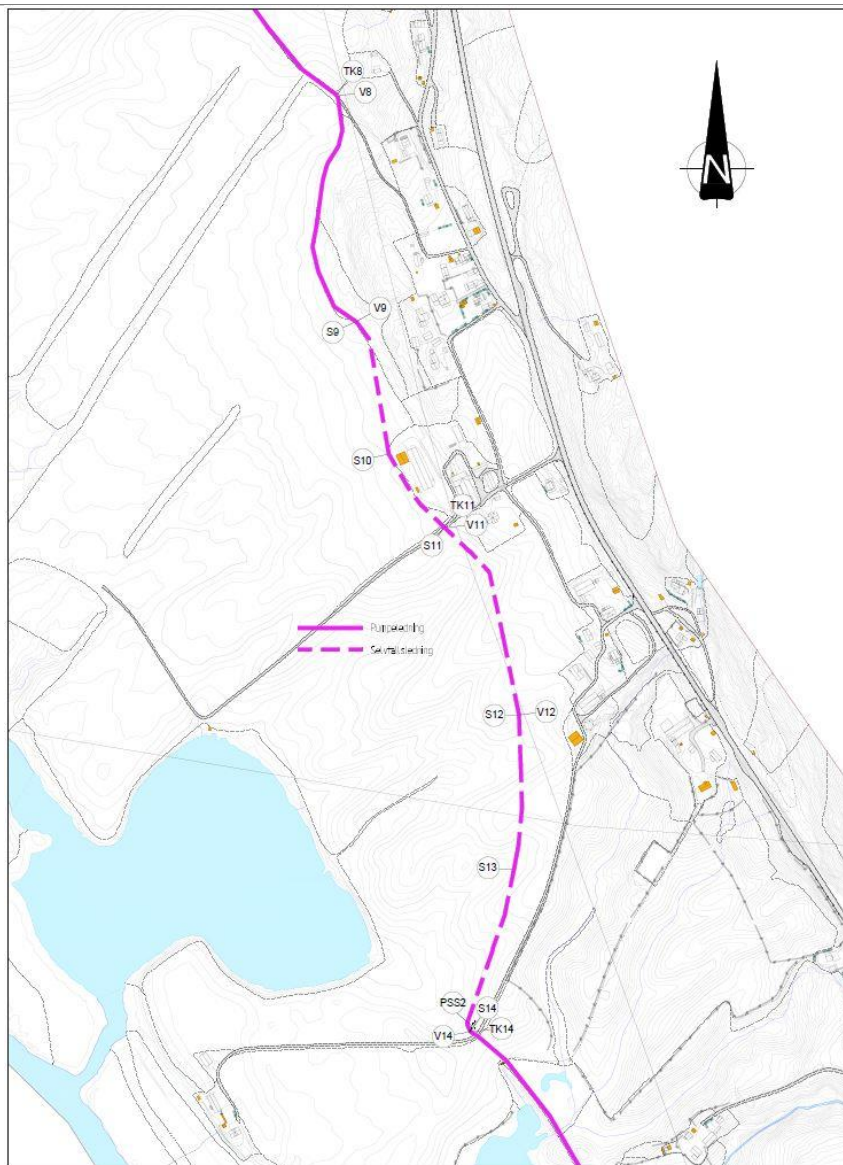 TK8
V8
N
V9
S9
S10
TK11
V11
S11
Pumpeledning
Selvfallsledning
S12
V12
S13
PSS2
S14
V14
TK14